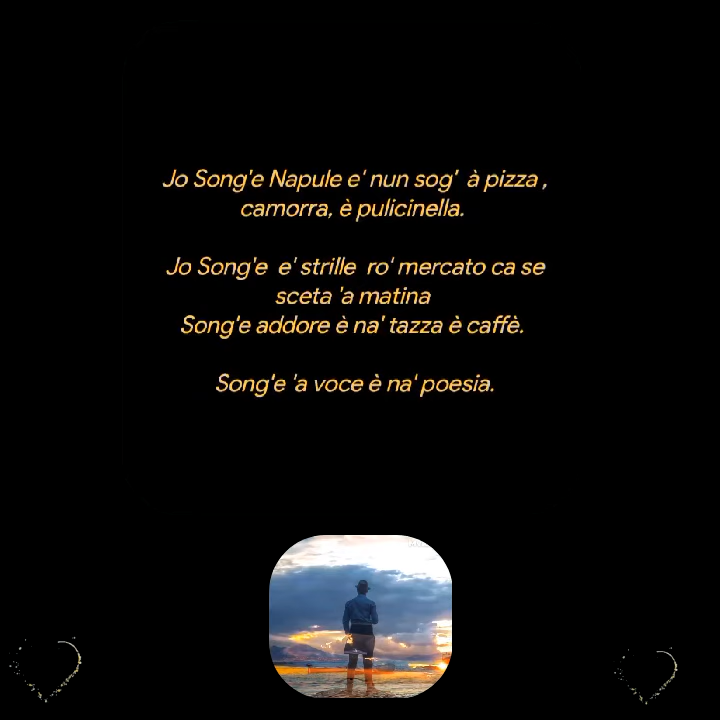 Jo Song'e Napule e' nun sog' à pizza ,
camorra, è pulicinella.
Jo Song'e e' strille ro' mercato ca se
sceta 'a matina
Song'e addore è na' tazza è caffè.
Song'e 'a voce è na' poesia.